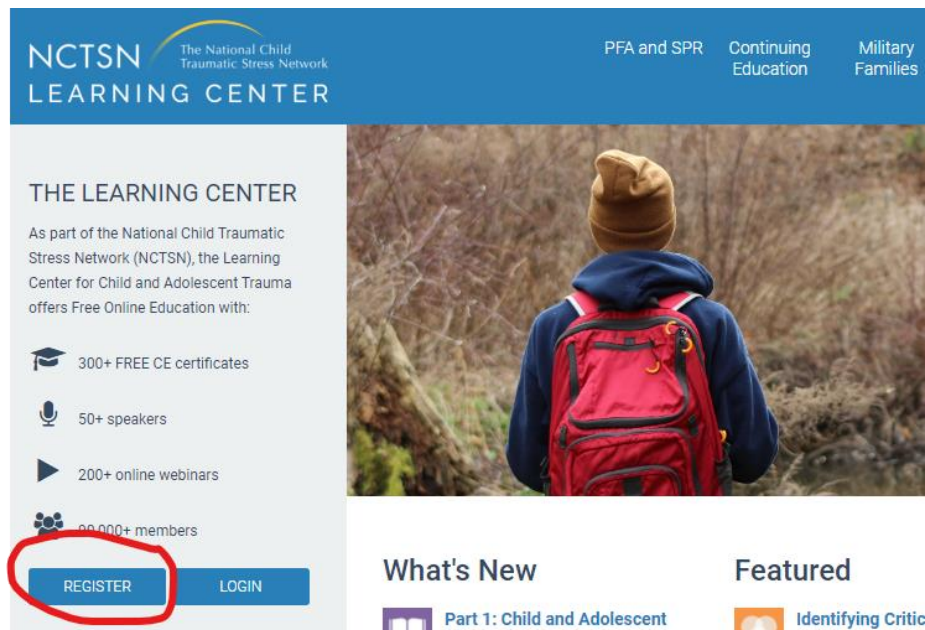 NCTSN
The National Child
Traumatic Stress Network
LEARNING CENTER
PFA and SPR
Continuing
Education
Military
Families
THE LEARNING CENTER
As part of the National Child Traumatic
Stress Network (NCTSN), the Learning
Center for Child and Adolescent Trauma
offers Free Online Education with:
300+ FREE CE certificates
50+ speakers
200+ online webinars
members
REGISTER
LOGIN
What's New
Part 1: Child and Adolescent
Featured
Identifying Critic